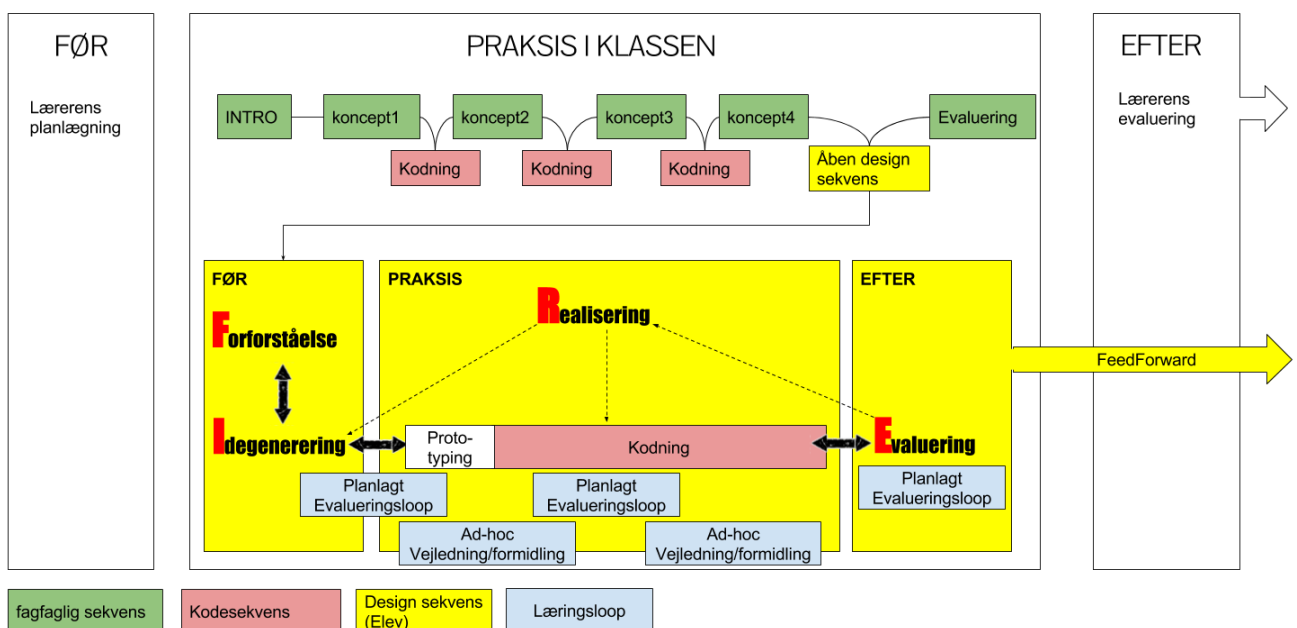 FØR
Lærerens
planlægning
PRAKSIS I KLASSEN
INTRO
koncept1
koncept2
koncept3
koncept4
Evaluering
Kodning
Kodning
Kodning
Åben design
sekvens
EFTER
Lærerens
evaluering
FØR
Forforståelse
Idegenerering
PRAKSIS
Realisering
Proto-
typing
Kodning
EFTER
Evaluering
FeedForward
Planlagt
Evalueringsloop
Planlagt
Evalueringsloop
Planlagt
Evalueringsloop
Ad-hoc
Vejledning/formidling
Ad-hoc
Vejledning/formidling
fagfaglig sekvens
Kodesekvens
Design sekvens
(Elev)
Læringsloop